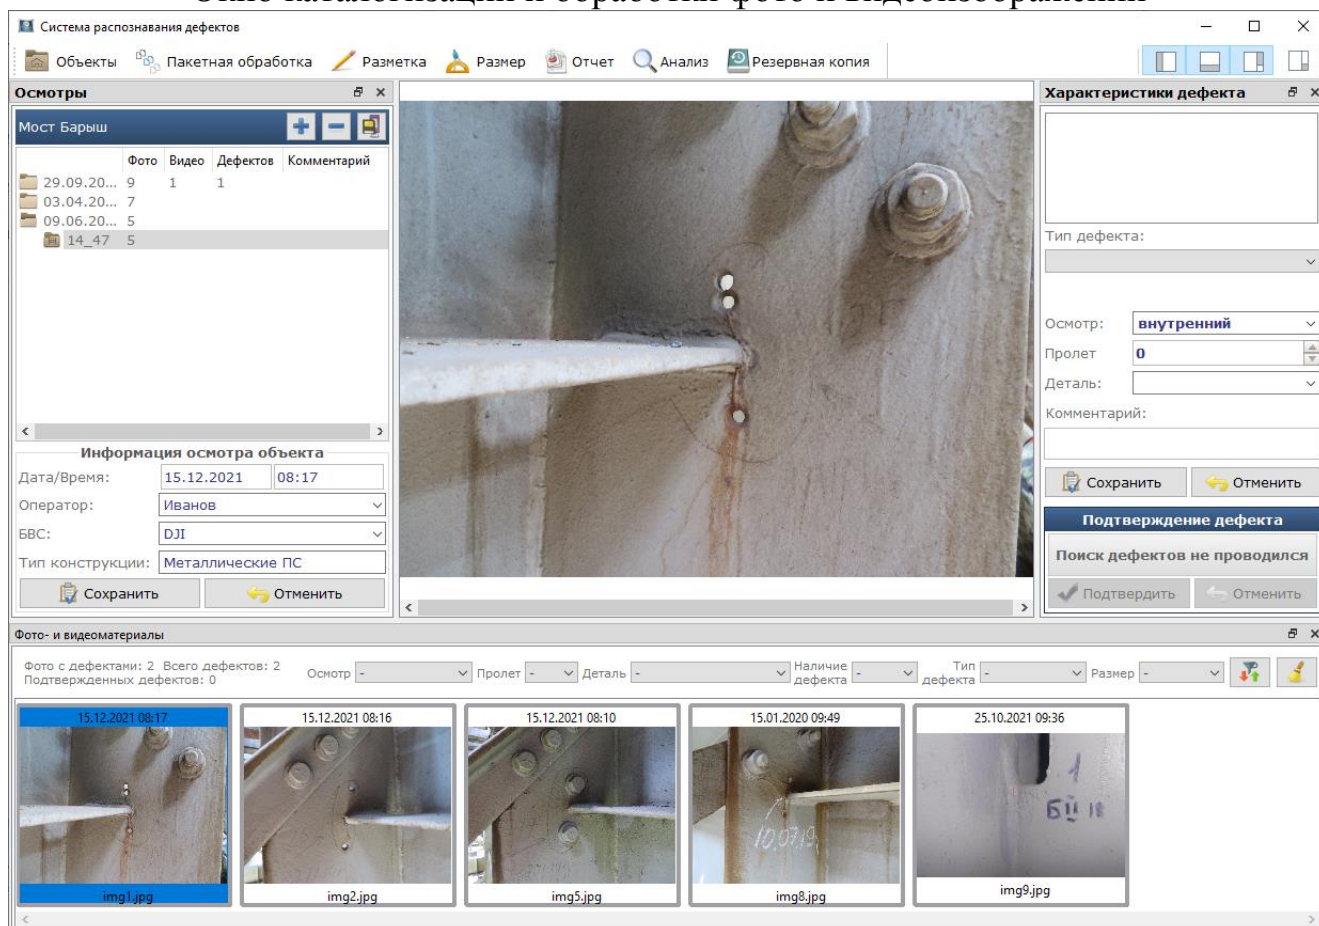 Окно каталогизации и обработки фото и видеоизображений
Система распознавания дефектов
Объекты Пакетная обработка Разметка Размер Отчет Анализ Резервная копия
Осмотры
Мост Барыш
Фото Видео Дефектов Комментарий
29.09.20... 9 1 1
03.04.20... 7
09.06.20... 5
14_47 5
Информация осмотра объекта
Дата/Время: 15.12.2021 08:17
Оператор: Иванов
БВС: DJI
Тип конструкции: Металлические ПС
Сохранить Отменить
Характеристики дефекта
Тип дефекта:
Осмотр: внутренний
Пролет 0
Деталь:
Комментарий:
Сохранить Отменить
Подтверждение дефекта
Поиск дефектов не проводился
Подтвердить Отменить
Фото- и видеоматериалы
Фото с дефектами: 2 Всего дефектов: 2
Подтвержденных дефектов: 0
Осмотр - Пролет - Деталь - Наличие дефекта - Тип дефекта - Размер -
15.12.2021 08:17
img1.jpg
15.12.2021 08:16
img2.jpg
15.12.2021 08:10
img5.jpg
15.01.2020 09:49
10.07.19.
img8.jpg
25.10.2021 09:36
1
БII 18
img9.jpg